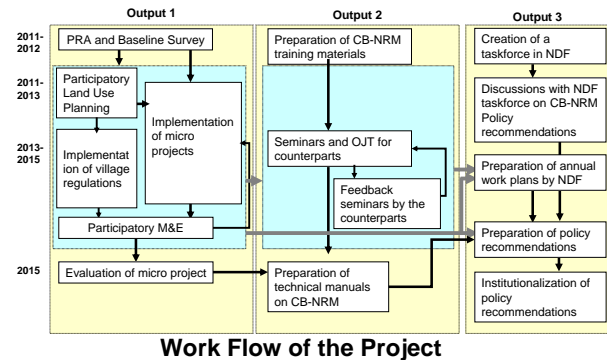 Output 1
Output 2
Output 3
2011-
2012
PRA and Baseline Survey
Preparation of CB-NRM
training materials
Creation of a
taskforce in NDF
2011-
2013
Participatory
Land Use
Planning
Implementation
of micro
projects
Discussions with NDF
taskforce on CB-NRM
Policy
recommendations
2013-
2015
Implementat
ion of village
regulations
Seminars and OJT for
counterparts
Feedback
seminars by the
counterparts
Preparation of annual
work plans by NDF
Participatory M&E
Preparation of policy
recommendations
2015
Evaluation of micro project
Preparation of
technical manuals
on CB-NRM
Institutionalization of
policy
recommendations
Work Flow of the Project